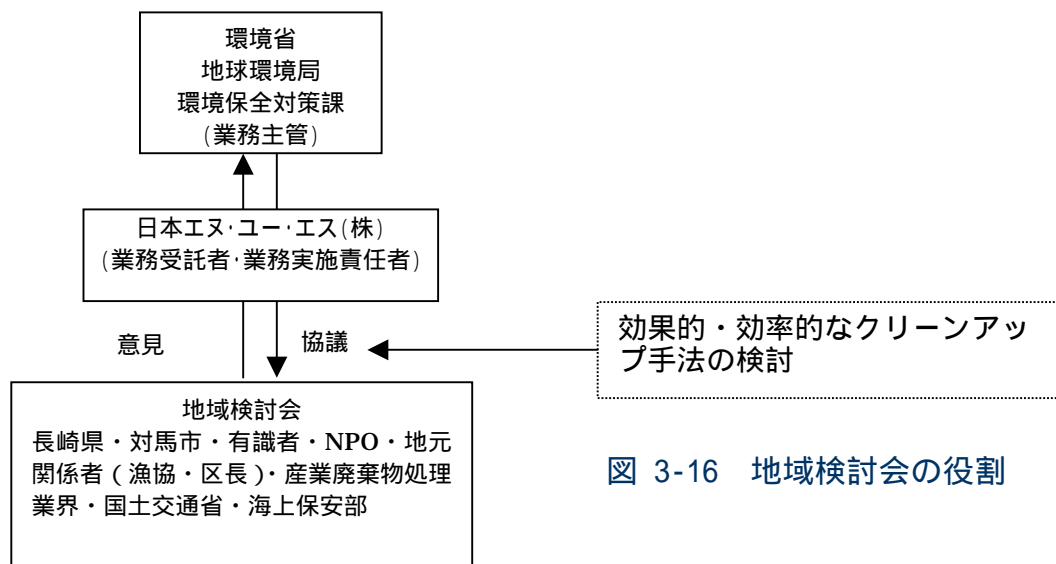 環境省
地球環境局
環境保全対策課
(業務主管)
日本エヌ･ユー･エス(株)
(業務受託者･業務実施責任者)
意見
協議
効果的・効率的なクリーンアッ
プ手法の検討
地域検討会
長崎県・対馬市・有識者・NPO・地元
関係者（漁協・区長）・産業廃棄物処理
業界・国土交通省・海上保安部
図 3-16 地域検討会の役割